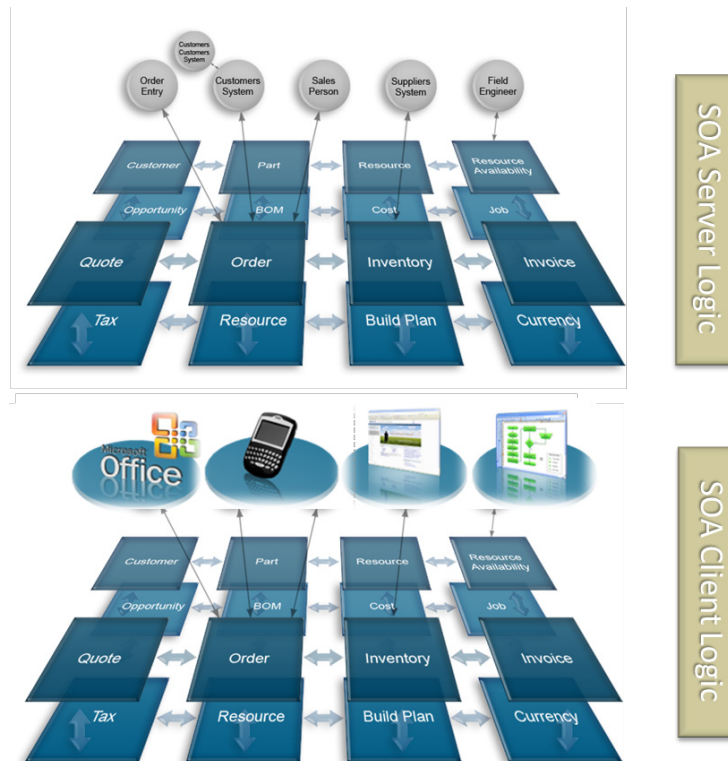 Customers
Customers
System
Order
Entry
Customers
System
Sales
Person
Suppliers
System
Field
Engineer
Customer
Part
Resource
Resource
Availability
Opportunity
BOM
Cost
Job
Quote
Order
Inventory
Invoice
Tax
Resource
Build Plan
Currency
SOA Server Logic
Microsoft
Office
Customer
Part
Resource
Resource
Availability
Opportunity
BOM
Cost
Job
Quote
Order
Inventory
Invoice
Tax
Resource
Build Plan
Currency
SOA Client Logic